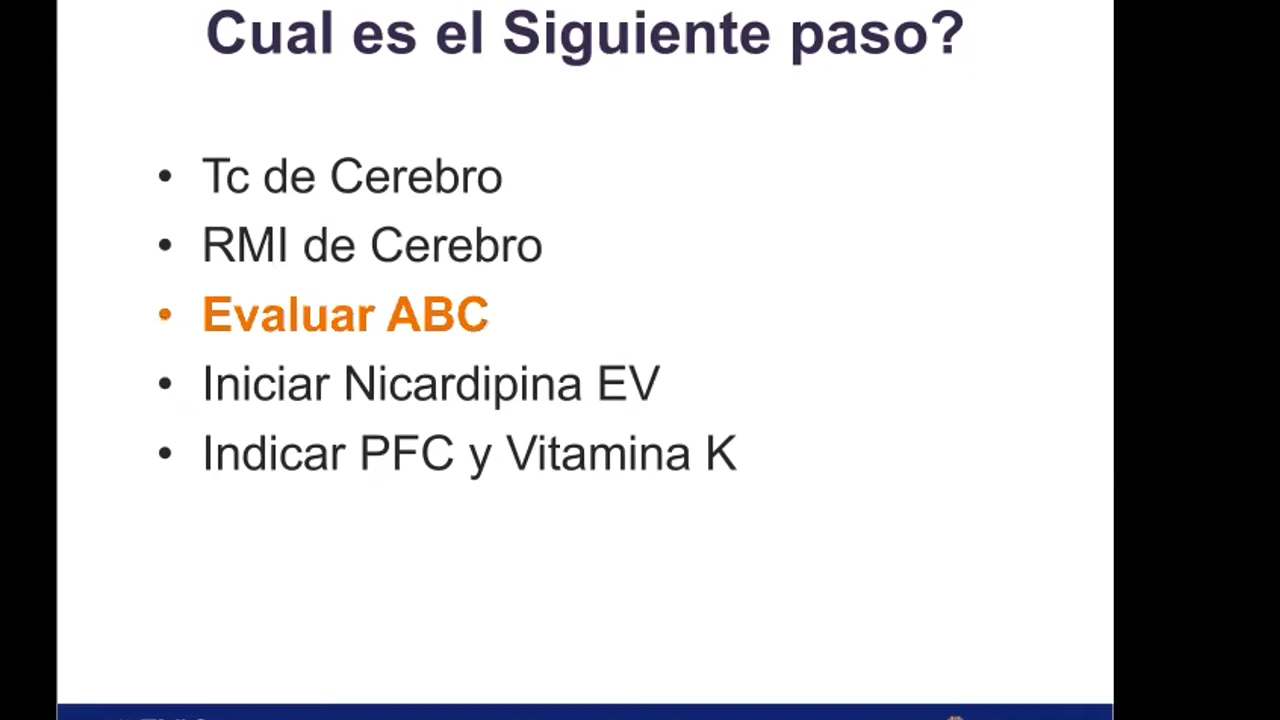 Cual es el Siguiente paso?
• Tc de Cerebro
• RMI de Cerebro
• Evaluar ABC
• Iniciar Nicardipina EV
• Indicar PFC y Vitamina K